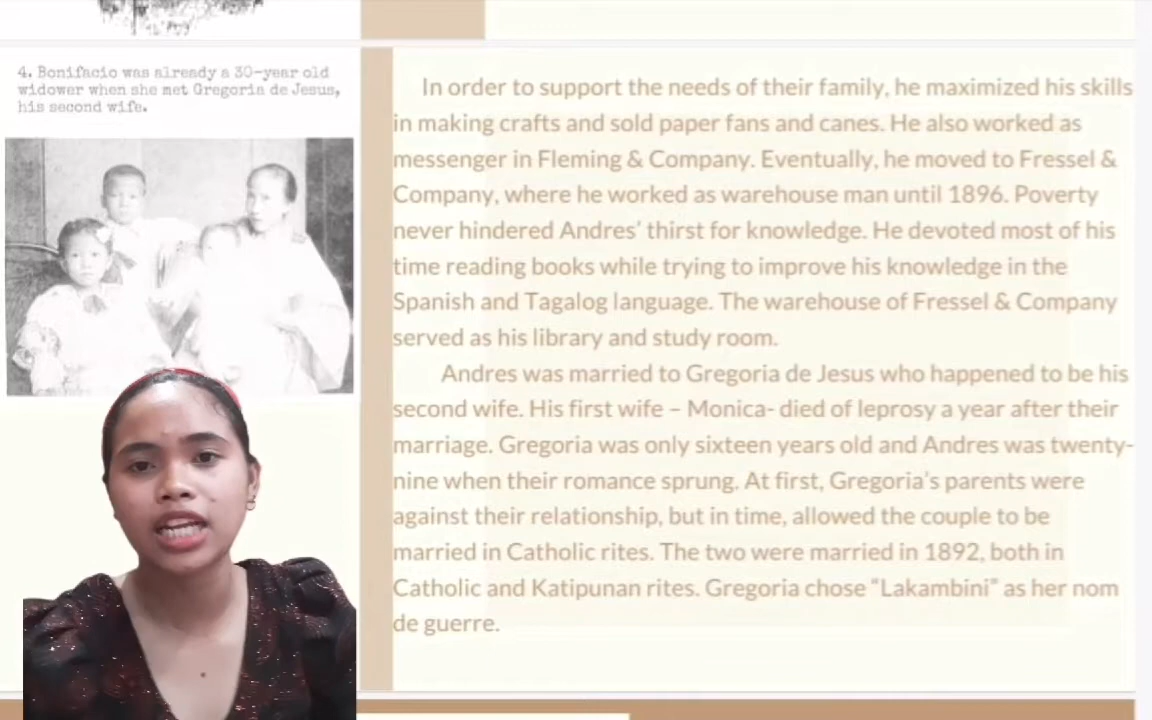 4. Bonifacio was already a 30-year old
widower when she met Gregoria de Jesus,
his second wife.
In order to support the needs of their family, he maximized his skills
in making crafts and sold paper fans and canes. He also worked as
messenger in Fleming & Company. Eventually, he moved to Fressel &
Company, where he worked as warehouse man until 1896. Poverty
never hindered Andres’ thirst for knowledge. He devoted most of his
time reading books while trying to improve his knowledge in the
Spanish and Tagalog language. The warehouse of Fressel & Company
served as his library and study room.
Andres was married to Gregoria de Jesus who happened to be his
second wife. His first wife – Monica- died of leprosy a year after their
marriage. Gregoria was only sixteen years old and Andres was twenty-
nine when their romance sprung. At first, Gregoria’s parents were
against their relationship, but in time, allowed the couple to be
married in Catholic rites. The two were married in 1892, both in
Catholic and Katipunan rites. Gregoria chose “Lakambini” as her nom
de guerre.